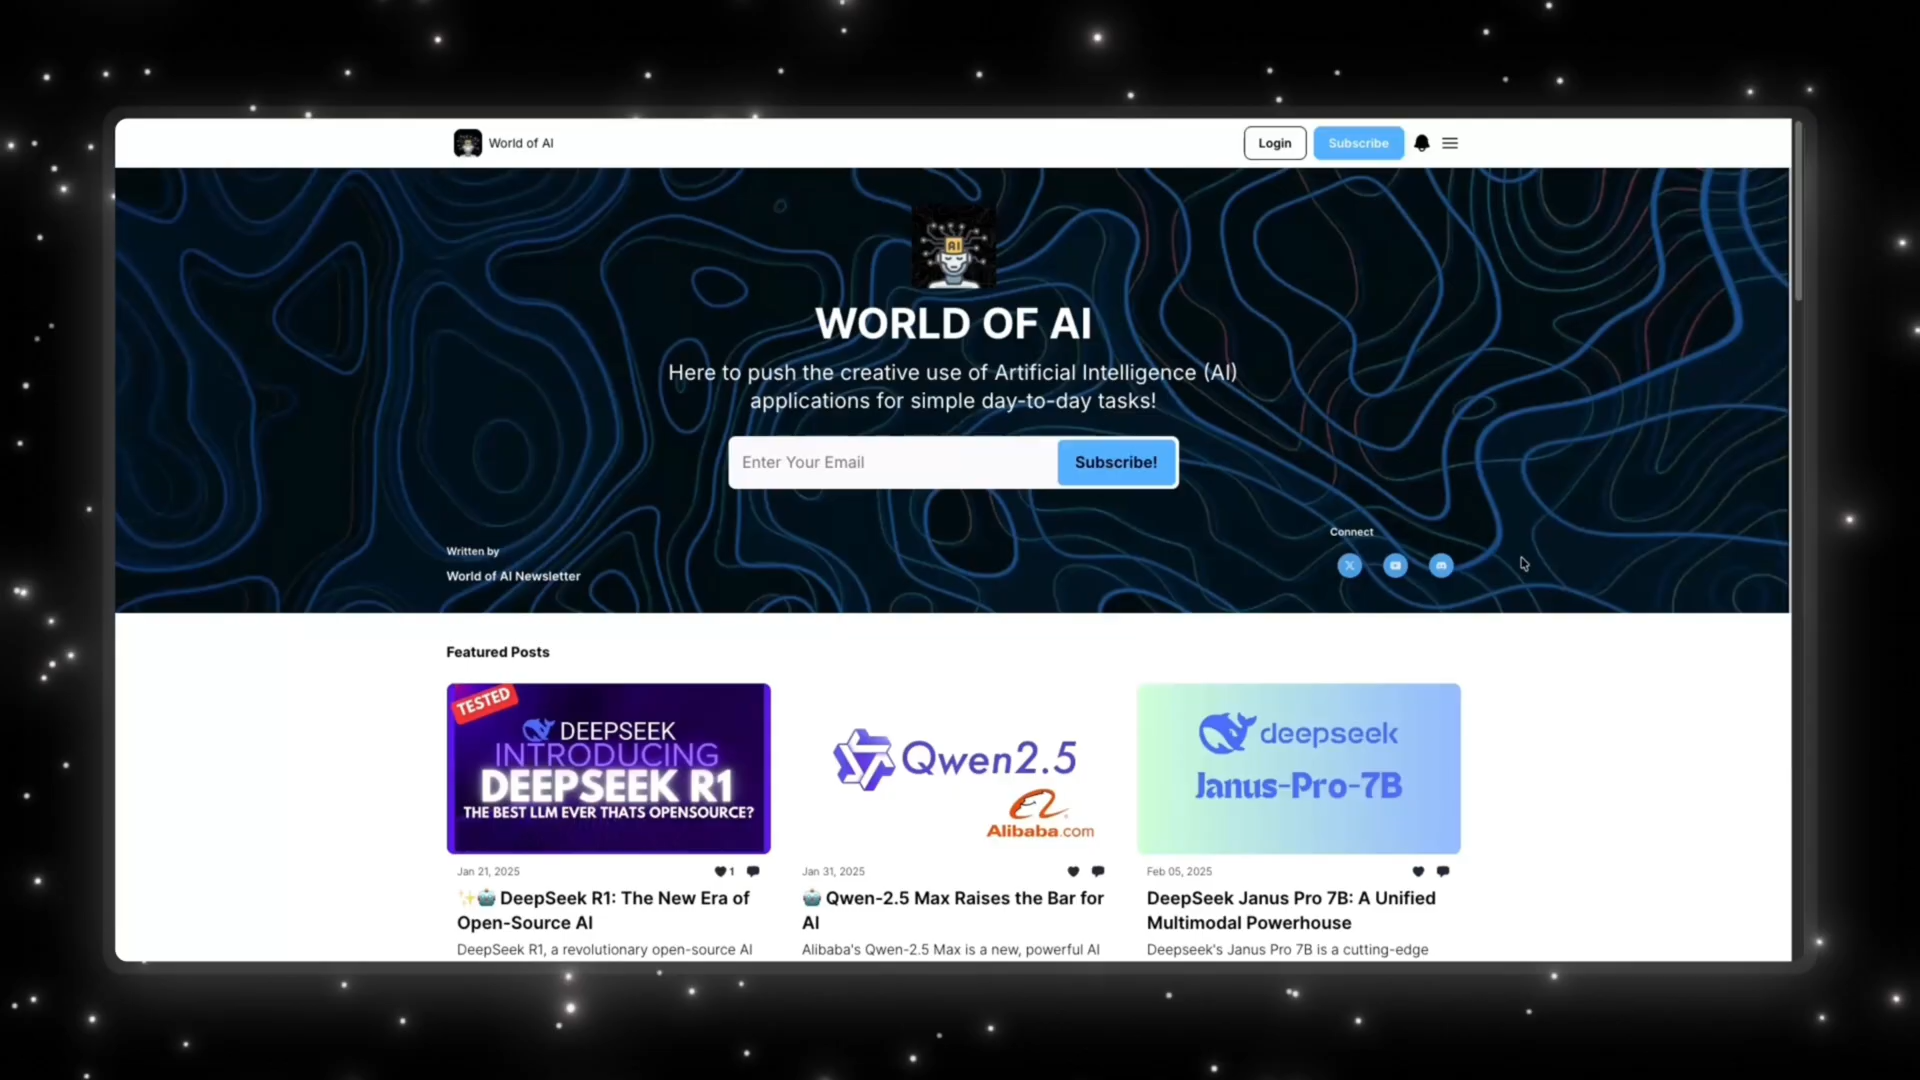 World of AI
Login
Subscribe
AI
WORLD OF AI
Here to push the creative use of Artificial Intelligence (AI)
applications for simple day-to-day tasks!
Enter Your Email
Subscribe!
Written by
World of AI Newsletter
Connect
Featured Posts
TESTED
DEEPSEEK
INTRODUCING
DEEPSEEK R1
THE BEST LLM EVER THATS OPENSOURCE?
Jan 21, 2025
1
✨🤖 DeepSeek R1: The New Era of
Open-Source AI
DeepSeek R1, a revolutionary open-source AI
Qwen2.5
Alibaba.com
Jan 31, 2025
🤖 Qwen-2.5 Max Raises the Bar for
AI
Alibaba's Qwen-2.5 Max is a new, powerful AI
deepseek
Janus-Pro-7B
Feb 05, 2025
DeepSeek Janus Pro 7B: A Unified
Multimodal Powerhouse
Deepseek's Janus Pro 7B is a cutting-edge